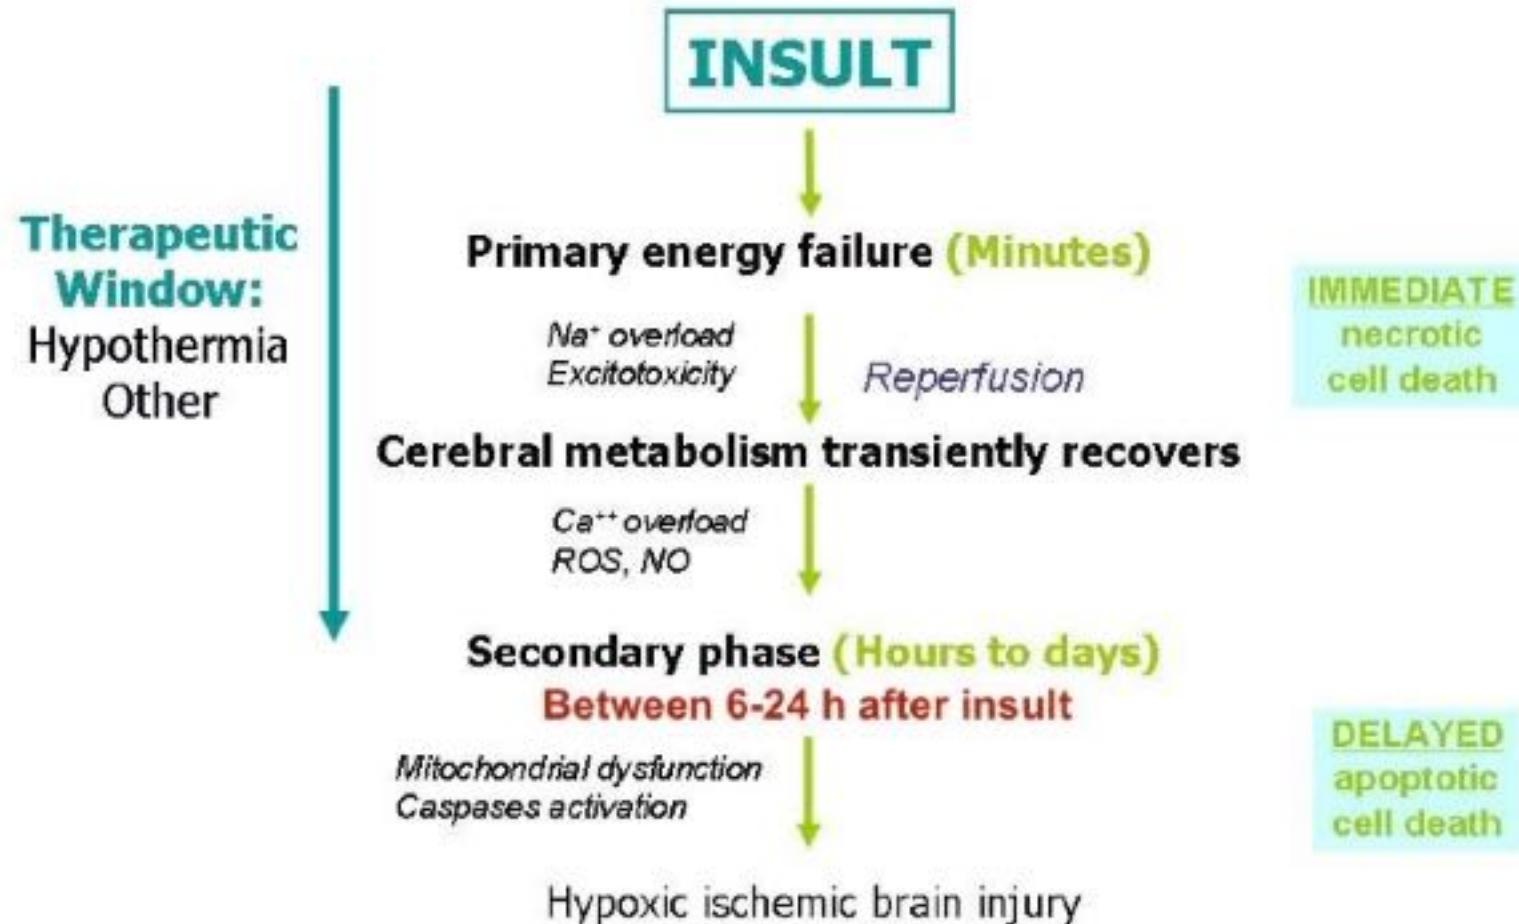 INSULT
Therapeutic
Window:
Hypothermia
Other
Primary energy failure (Minutes)
Na⁺ overload
Excitotoxicity
Reperfusion
IMMEDIATE
necrotic
cell death
Cerebral metabolism transiently recovers
Ca⁺⁺ overload
ROS, NO
Secondary phase (Hours to days)
Between 6-24 h after insult
Mitochondrial dysfunction
Caspases activation
DELAYED
apoptotic
cell death
Hypoxic ischemic brain injury